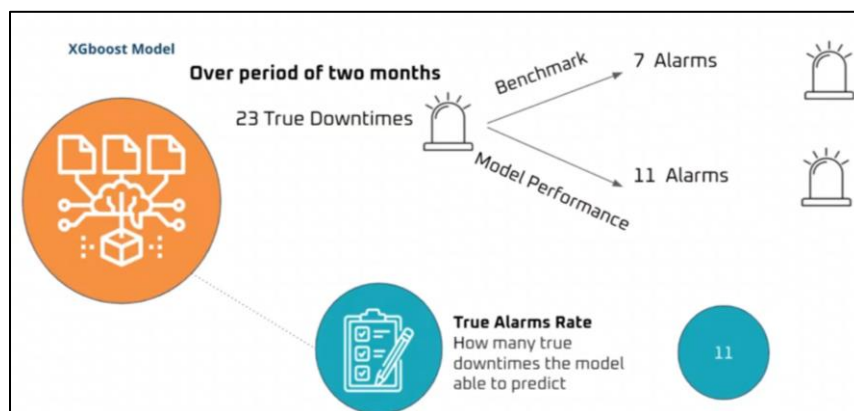 XGboost Model
Over period of two months
23 True Downtimes
Benchmark
7 Alarms
Model Performance
11 Alarms
True Alarms Rate
How many true
downtimes the model
able to predict
11